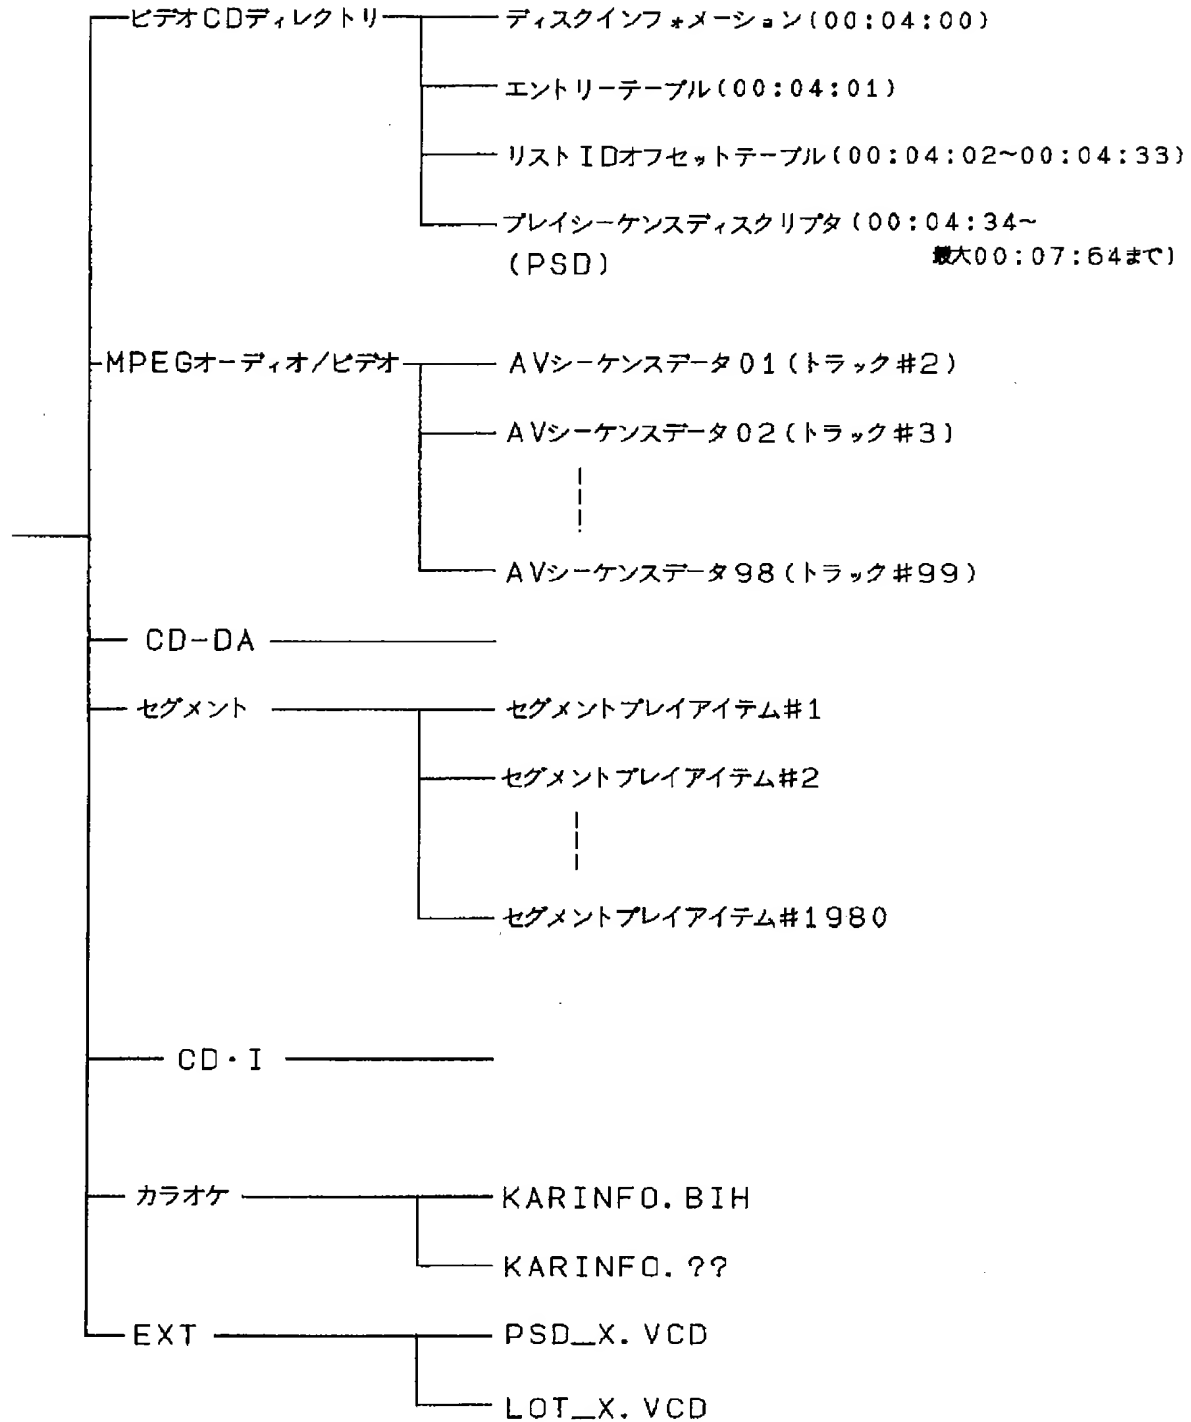 ビデオCDディレクトリ
ディスクインフォメーション(00:04:00)
エントリーテーブル(00:04:01)
リストIDオフセットテーブル(00:04:02~00:04:33)
プレイシーケンスディスクリプタ(00:04:34~
(PSD)
最大00:07:64まで)
MPEGオーディオ/ビデオ
AVシーケンスデータ01(トラック#2)
AVシーケンスデータ02(トラック#3)
AVシーケンスデータ98(トラック#99)
CD-DA
セグメント
セグメントプレイアイテム#1
セグメントプレイアイテム#2
セグメントプレイアイテム#1980
CD・I
カラオケ
KARINFO.BIH
KARINFO.??
EXT
PSD_X.VCD
LOT_X.VCD